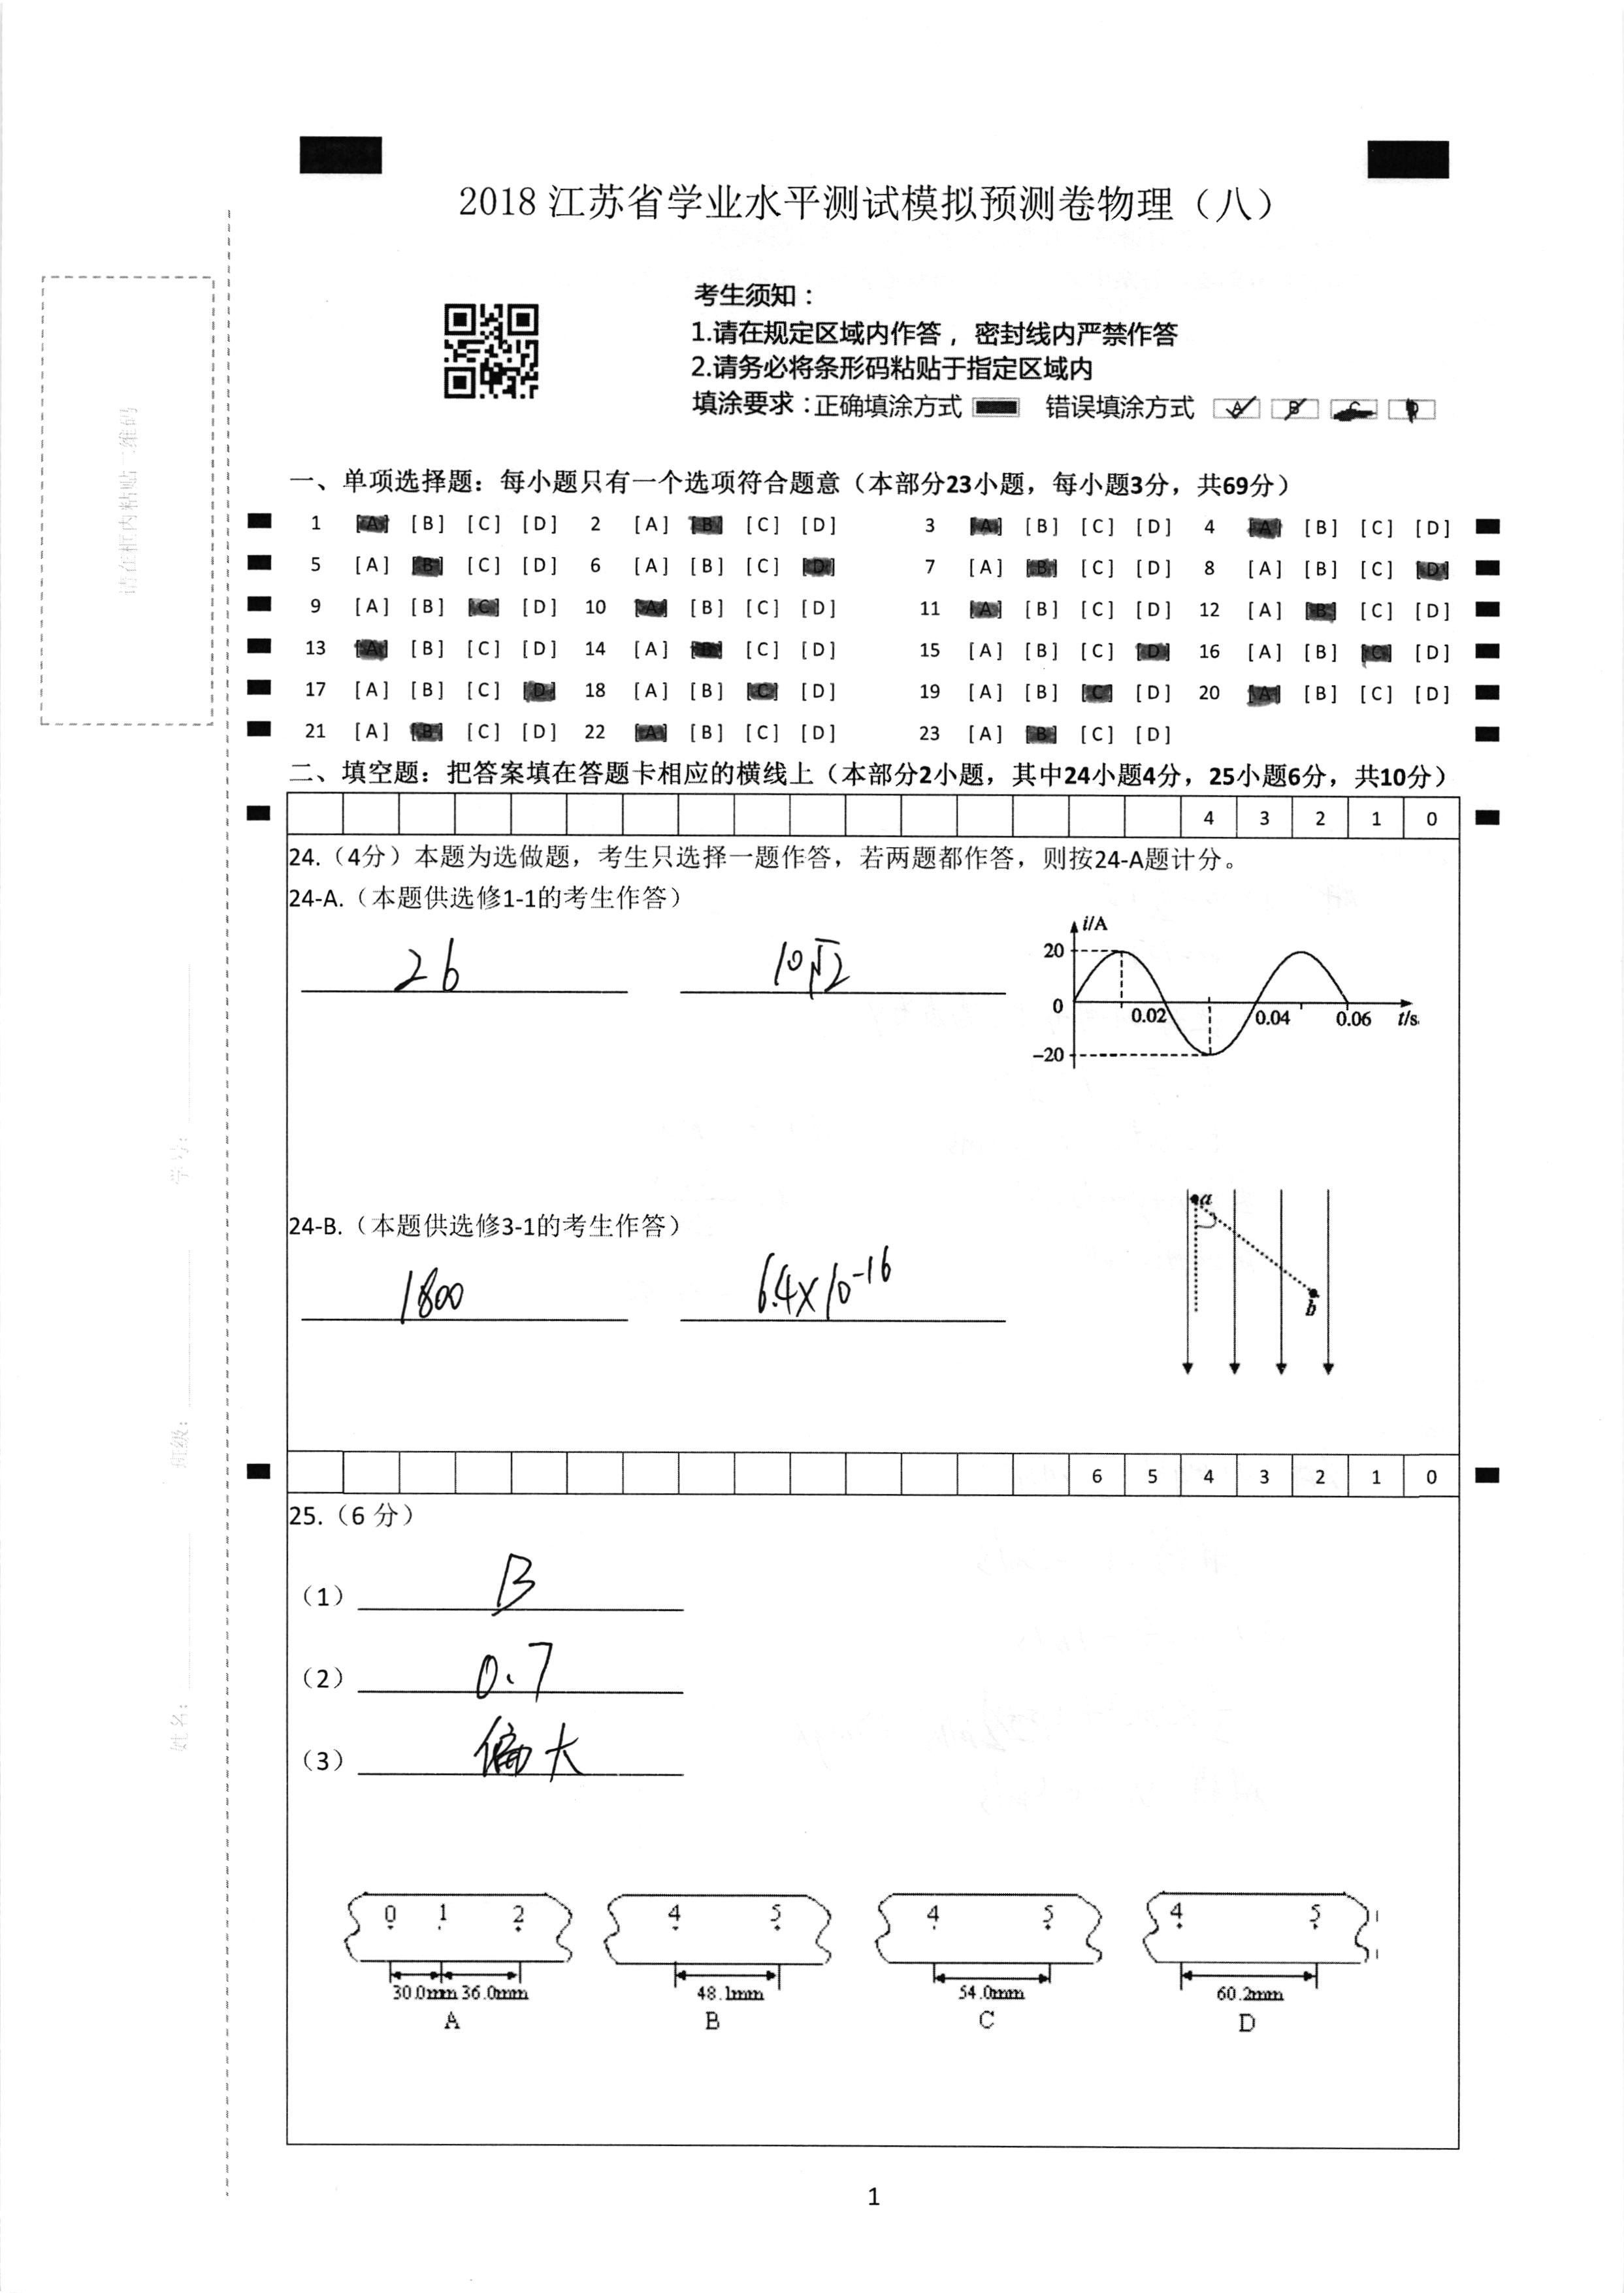 2018 江苏省学业水平测试模拟预测卷物理（八）
考生须知：
1.请在规定区域内作答，密封线内严禁作答
2.请务必将条形码粘贴于指定区域内
填涂要求：正确填涂方式 错误填涂方式 A B C D
请在框内粘贴二维码
学号：
班级：
姓名：
一、单项选择题：每小题只有一个选项符合题意（本部分23小题，每小题3分，共69分）
1 [A] [B] [C] [D] 2 [A] [B] [C] [D] 3 [A] [B] [C] [D] 4 [A] [B] [C] [D]
5 [A] [B] [C] [D] 6 [A] [B] [C] [D] 7 [A] [B] [C] [D] 8 [A] [B] [C] [D]
9 [A] [B] [C] [D] 10 [A] [B] [C] [D] 11 [A] [B] [C] [D] 12 [A] [B] [C] [D]
13 [A] [B] [C] [D] 14 [A] [B] [C] [D] 15 [A] [B] [C] [D] 16 [A] [B] [C] [D]
17 [A] [B] [C] [D] 18 [A] [B] [C] [D] 19 [A] [B] [C] [D] 20 [A] [B] [C] [D]
21 [A] [B] [C] [D] 22 [A] [B] [C] [D] 23 [A] [B] [C] [D]
二、填空题：把答案填在答题卡相应的横线上（本部分2小题，其中24小题4分，25小题6分，共10分）
4 3 2 1 0
24.（4分）本题为选做题，考生只选择一题作答，若两题都作答，则按24-A题计分。
24-A.（本题供选修1-1的考生作答）
26 10√2
i/A
20
0 0.02 0.04 0.06 t/s
-20
24-B.（本题供选修3-1的考生作答）
1800 6.4×10⁻¹⁶
a
b
6 5 4 3 2 1 0
25.（6 分）
（1） B
（2） 0.7
（3） 偏大
0 1 2 4 5 4 5 4 5
30.0mm 36.0mm 48.1mm 54.0mm 60.2mm
A B C D
1